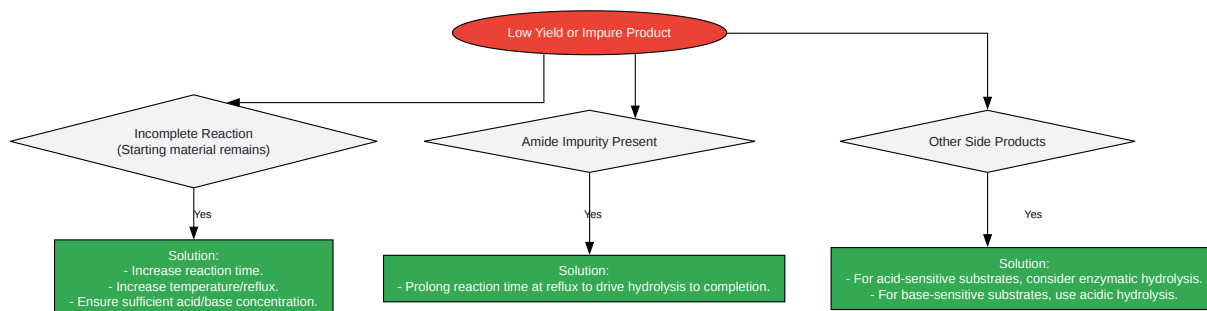 Low Yield or Impure Product
Incomplete Reaction
(Starting material remains)
Amide Impurity Present
Other Side Products
Yes
Yes
Yes
Solution:
- Increase reaction time.
- Increase temperature/reflux.
- Ensure sufficient acid/base concentration.
Solution:
- Prolong reaction time at reflux to drive hydrolysis to completion.
Solution:
- For acid-sensitive substrates, consider enzymatic hydrolysis.
- For base-sensitive substrates, use acidic hydrolysis.